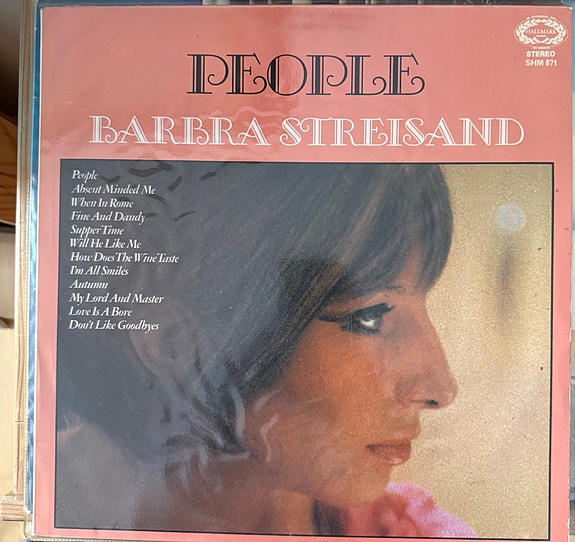 HALLMARK
STEREO
SHM 871
PEOPLE
BARBRA STREISAND
People
Absent Minded Me
When In Rome
Fine And Dandy
Supper Time
Will He Like Me
How Does The Wine Taste
I'm All Smiles
Autumn
My Lord And Master
Love Is A Bore
Don't Like Goodbyes